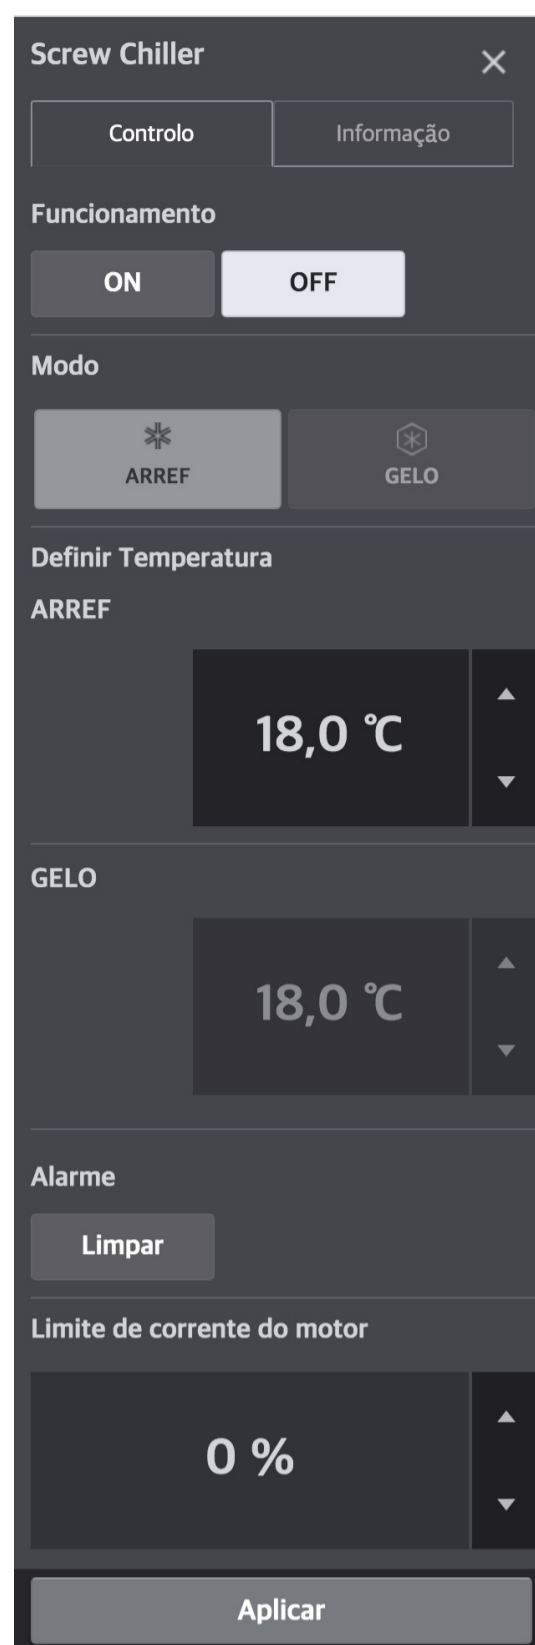 Screw Chiller
Controlo
Informação
Funcionamento
ON
OFF
Modo
ARREF
GELO
Definir Temperatura
ARREF
18,0 °C
GELO
18,0 °C
Alarme
Limpar
Limite de corrente do motor
0 %
Aplicar